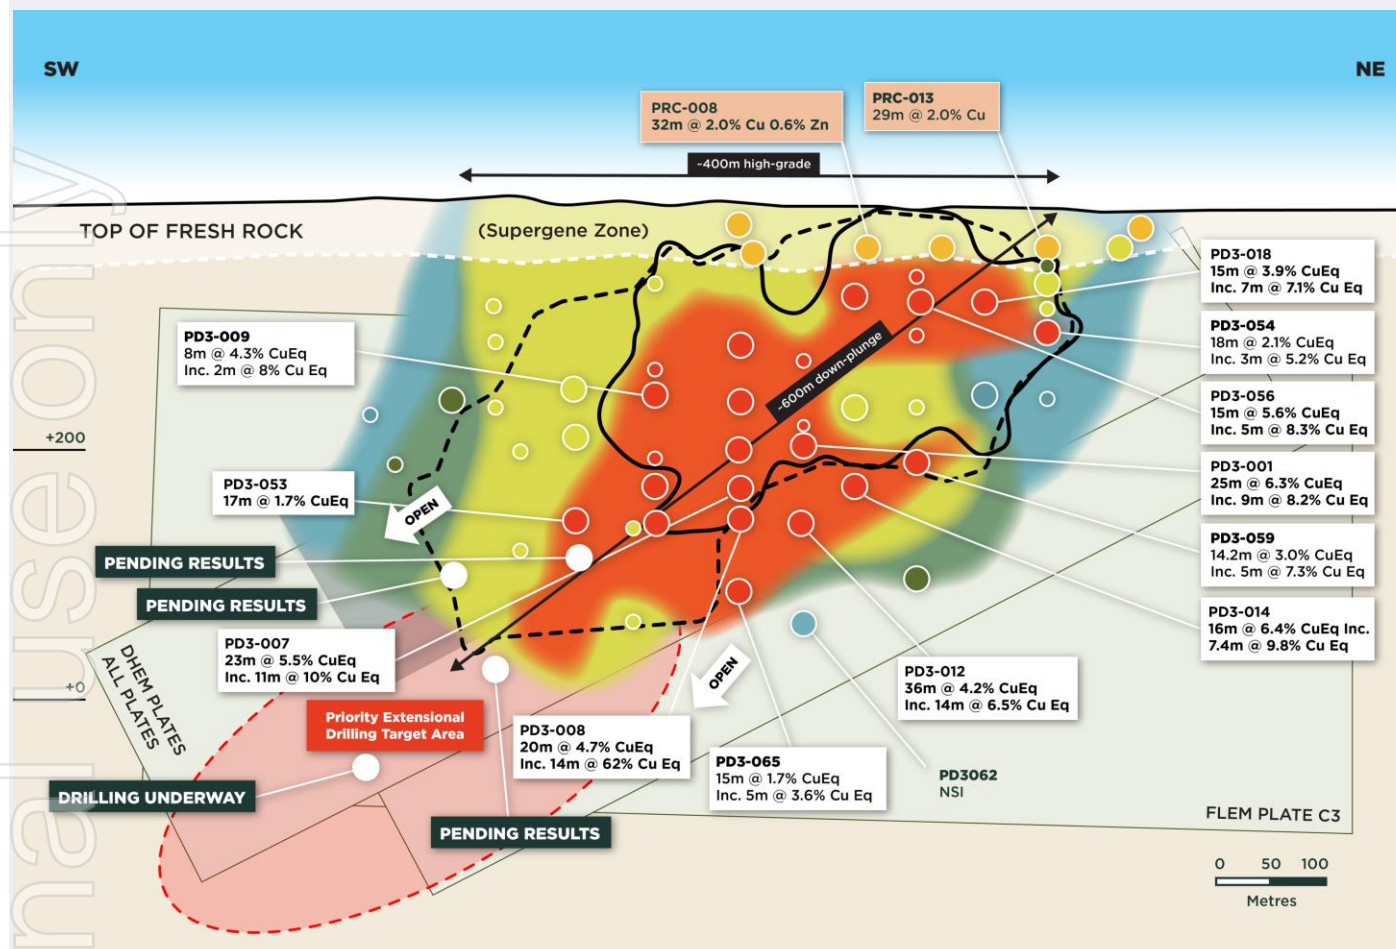 SW
NE
PRC-008
32m @ 2.0% Cu 0.6% Zn
PRC-013
29m @ 2.0% Cu
~400m high-grade
TOP OF FRESH ROCK
(Supergene Zone)
PD3-018
15m @ 3.9% CuEq
Inc. 7m @ 7.1% Cu Eq
PD3-009
8m @ 4.3% CuEq
Inc. 2m @ 8% Cu Eq
PD3-054
18m @ 2.1% CuEq
Inc. 3m @ 5.2% Cu Eq
~600m down-plunge
PD3-056
15m @ 5.6% CuEq
Inc. 5m @ 8.3% Cu Eq
+200
PD3-001
25m @ 6.3% CuEq
Inc. 9m @ 8.2% Cu Eq
PD3-053
17m @ 1.7% CuEq
OPEN
PD3-059
14.2m @ 3.0% CuEq
Inc. 5m @ 7.3% Cu Eq
PENDING RESULTS
PENDING RESULTS
PD3-014
16m @ 6.4% CuEq Inc.
7.4m @ 9.8% Cu Eq
PD3-007
23m @ 5.5% CuEq
Inc. 11m @ 10% Cu Eq
DHEM PLATES
ALL PLATES
+0
OPEN
PD3-012
36m @ 4.2% CuEq
Inc. 14m @ 6.5% Cu Eq
Priority Extensional
Drilling Target Area
PD3-008
20m @ 4.7% CuEq
Inc. 14m @ 62% Cu Eq
PD3-065
15m @ 1.7% CuEq
Inc. 5m @ 3.6% Cu Eq
PD3062
NSI
DRILLING UNDERWAY
PENDING RESULTS
FLEM PLATE C3
0 50 100
Metres
nal use only